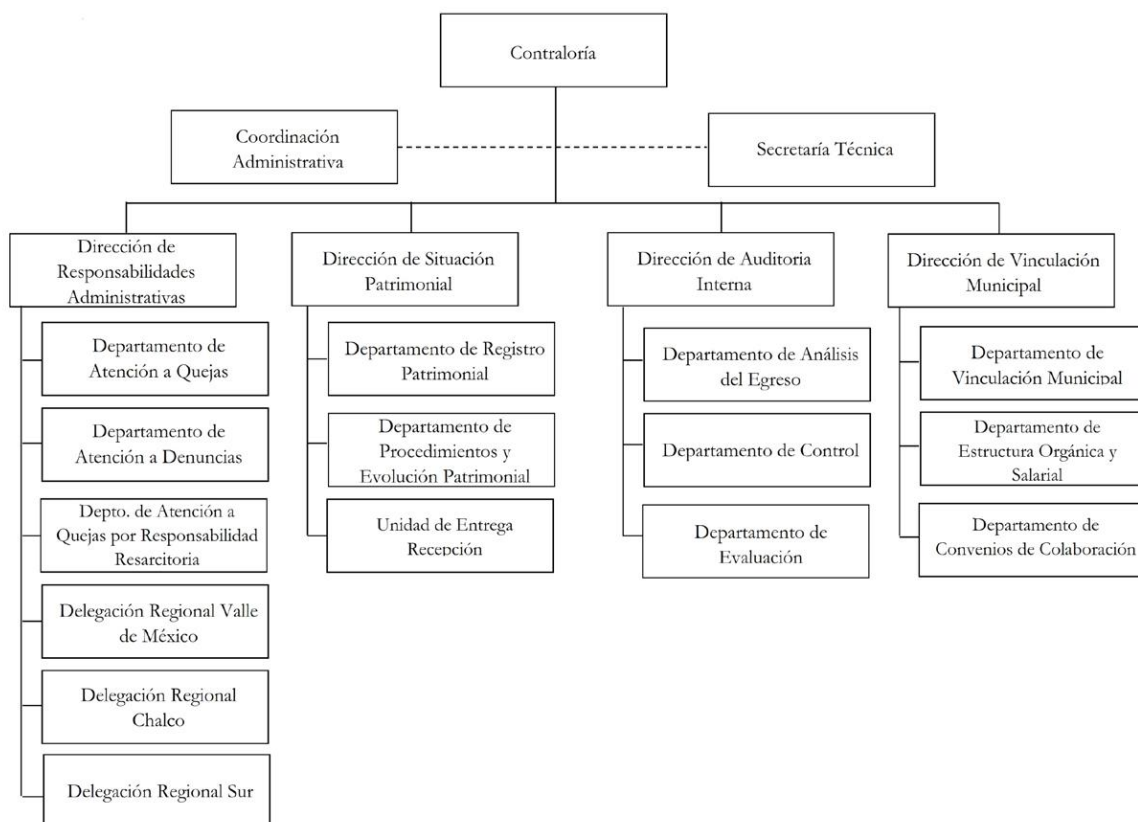 Contraloría
Coordinación
Administrativa
Secretaría Técnica
Dirección de
Responsabilidades
Administrativas
Dirección de Situación
Patrimonial
Dirección de Auditoria
Interna
Dirección de Vinculación
Municipal
Departamento de
Atención a Quejas
Departamento de
Atención a Denuncias
Depto. de Atención a
Quejas por Responsabilidad
Resarcitoria
Delegación Regional Valle
de México
Delegación Regional
Chalco
Delegación Regional Sur
Departamento de Registro
Patrimonial
Departamento de
Procedimientos y
Evolución Patrimonial
Unidad de Entrega
Recepción
Departamento de Análisis
del Egreso
Departamento de Control
Departamento de
Evaluación
Departamento de
Vinculación Municipal
Departamento de
Estructura Orgánica y
Salarial
Departamento de
Convenios de Colaboración